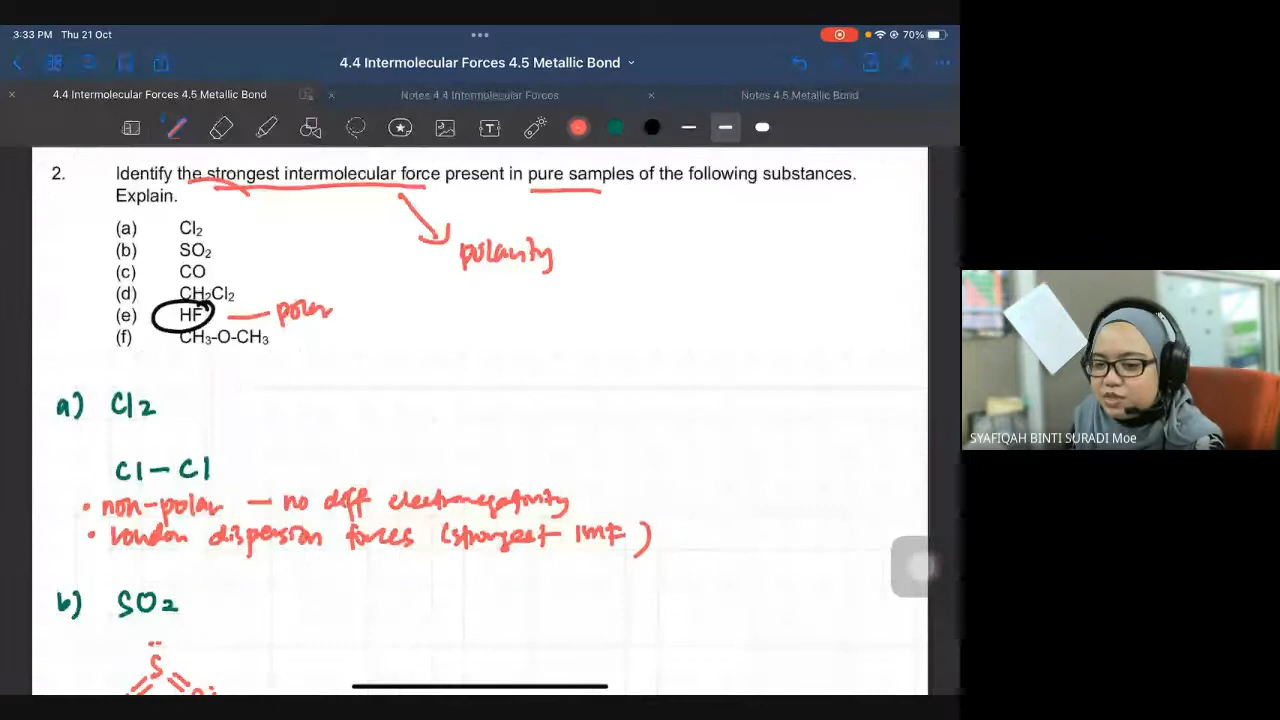 3:33 PM Thu 21 Oct
70%
4.4 Intermolecular Forces 4.5 Metallic Bond
4.4 Intermolecular Forces 4.5 Metallic Bond
Notes 4.4 Intermolecular Forces
Notes 4.5 Metallic Bond
2. Identify the strongest intermolecular force present in pure samples of the following substances.
Explain.
polarity
(a) Cl₂
(b) SO₂
(c) CO
(d) CH₂Cl₂
(e) HF — polar
(f) CH₃-O-CH₃
a) Cl₂
Cl – Cl
• non-polar — no diff electronegativity
• london dispersion forces (strongest IMF)
b) SO₂
S
SYAFIQAH BINTI SURADI Moe